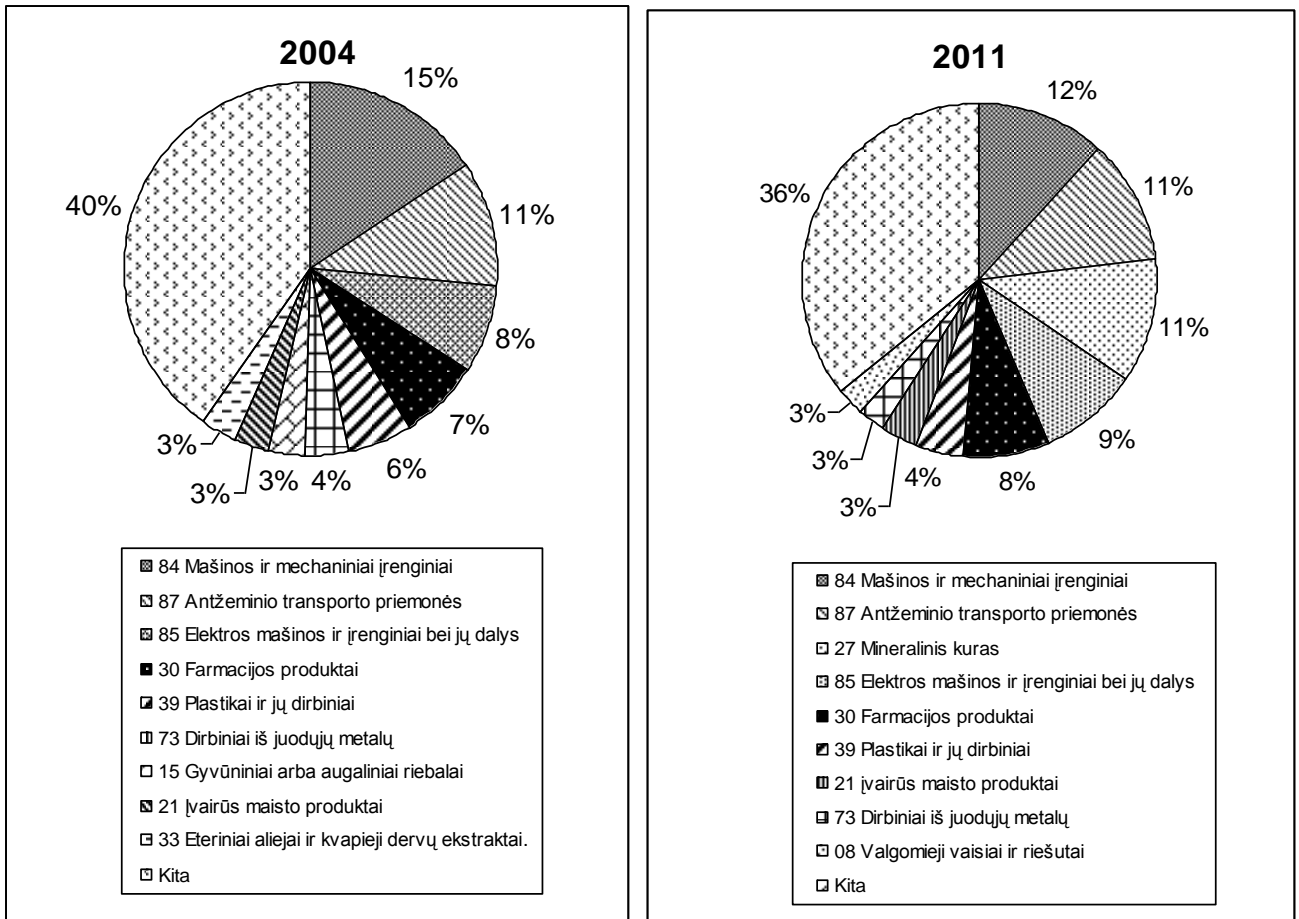 2004
15%
11%
8%
7%
6%
4%
3%
3%
3%
40%
84 Mašinos ir mechaniniai įrenginiai
87 Antžeminio transporto priemonės
85 Elektros mašinos ir įrenginiai bei jų dalys
30 Farmacijos produktai
39 Plastikai ir jų dirbiniai
73 Dirbiniai iš juodųjų metalų
15 Gyvūniniai arba augaliniai riebalai
21 Įvairūs maisto produktai
33 Eteriniai aliejai ir kvapieji dervų ekstraktai.
Kita
2011
12%
11%
11%
9%
8%
4%
3%
3%
3%
36%
84 Mašinos ir mechaniniai įrenginiai
87 Antžeminio transporto priemonės
27 Mineralinis kuras
85 Elektros mašinos ir įrenginiai bei jų dalys
30 Farmacijos produktai
39 Plastikai ir jų dirbiniai
21 įvairūs maisto produktai
73 Dirbiniai iš juodųjų metalų
08 Valgomieji vaisiai ir riešutai
Kita